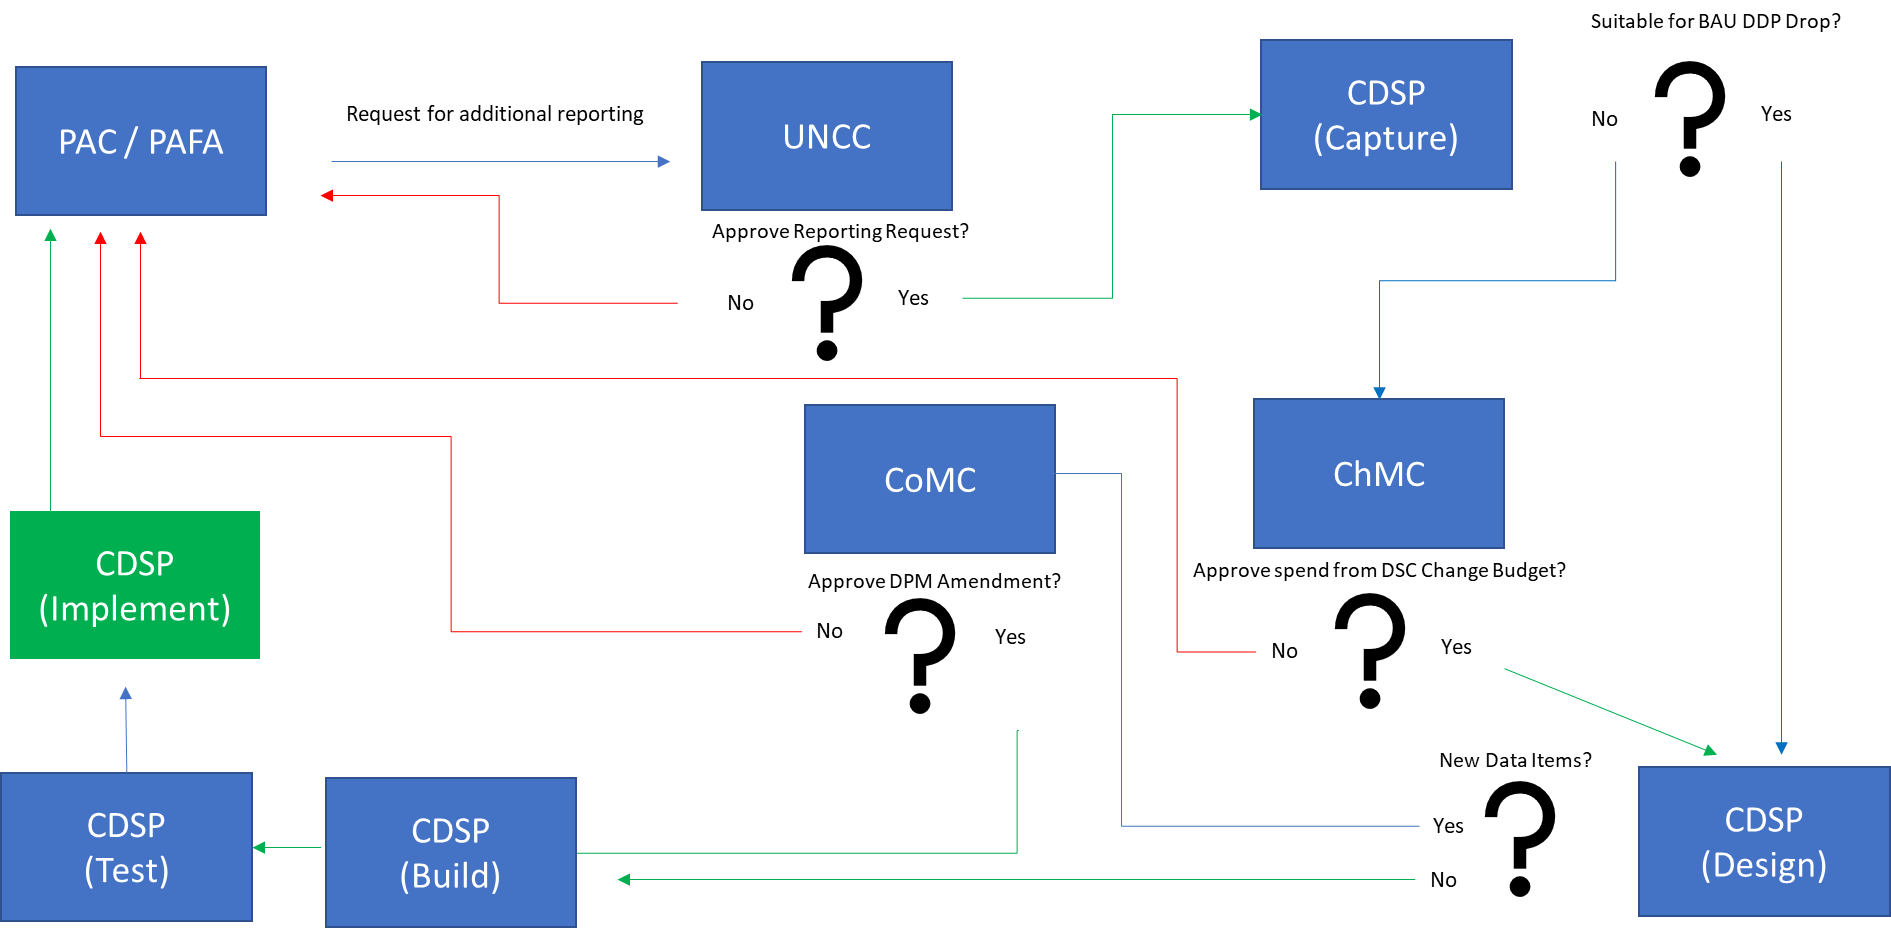 Suitable for BAU DDP Drop?
PAC / PAFA
Request for additional reporting
UNCC
CDSP
(Capture)
No
Yes
Approve Reporting Request?
No
Yes
CoMC
ChMC
CDSP
(Implement)
Approve DPM Amendment?
No
Yes
Approve spend from DSC Change Budget?
No
Yes
New Data Items?
Yes
No
CDSP
(Test)
CDSP
(Build)
CDSP
(Design)